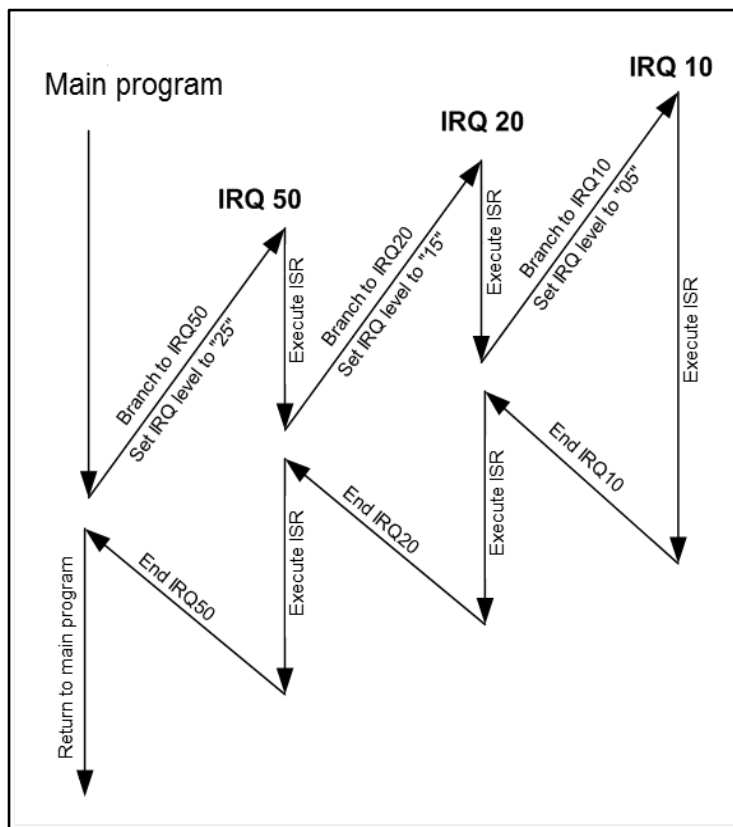 Main program
IRQ 50
IRQ 20
IRQ 10
Branch to IRQ50
Set IRQ level to "25"
Execute ISR
Branch to IRQ20
Set IRQ level to "15"
Execute ISR
Branch to IRQ10
Set IRQ level to "05"
Execute ISR
End IRQ10
Execute ISR
End IRQ20
Execute ISR
End IRQ50
Return to main program